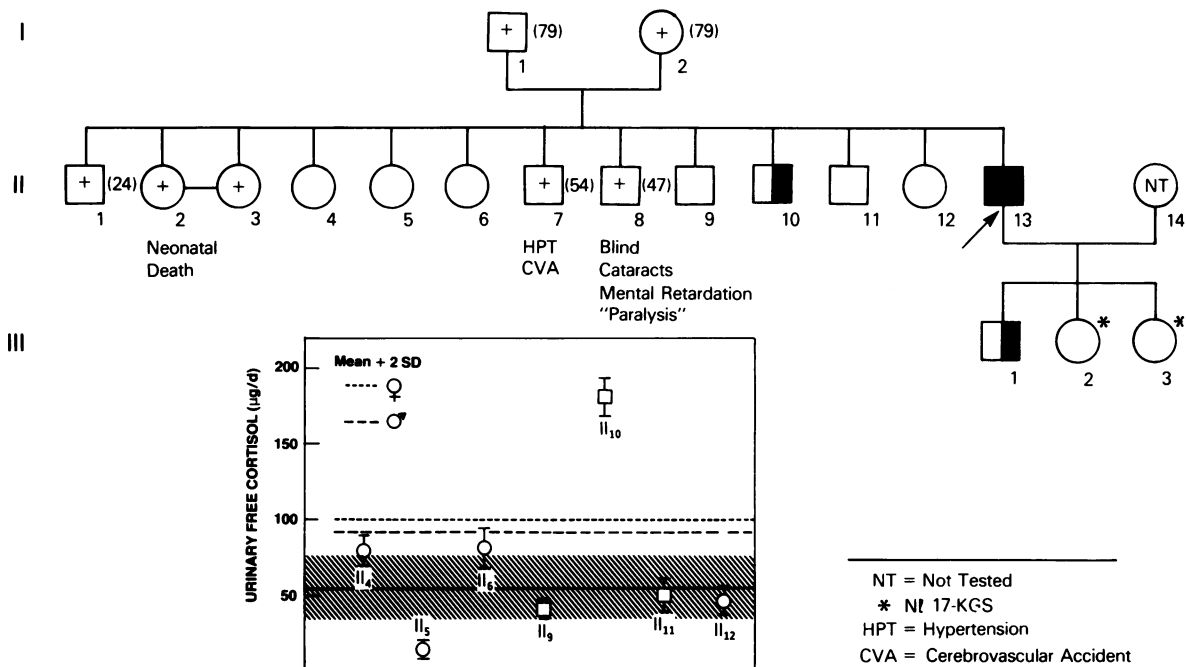 I
+ (79)
1
+ (79)
2
II
+ (24)
1
+
2
+
3
4
5
6
+ (54)
7
+ (47)
8
9
10
11
12
13
NT
14
Neonatal
Death
HPT
CVA
Blind
Cataracts
Mental Retardation
"Paralysis"
III
1
*
2
*
3
Mean + 2 SD
♀
♂
URINARY FREE CORTISOL (µg/d)
200
150
100
50
II10
II4
II5
II6
II9
II11
II12
NT = Not Tested
* Nl 17-KGS
HPT = Hypertension
CVA = Cerebrovascular Accident